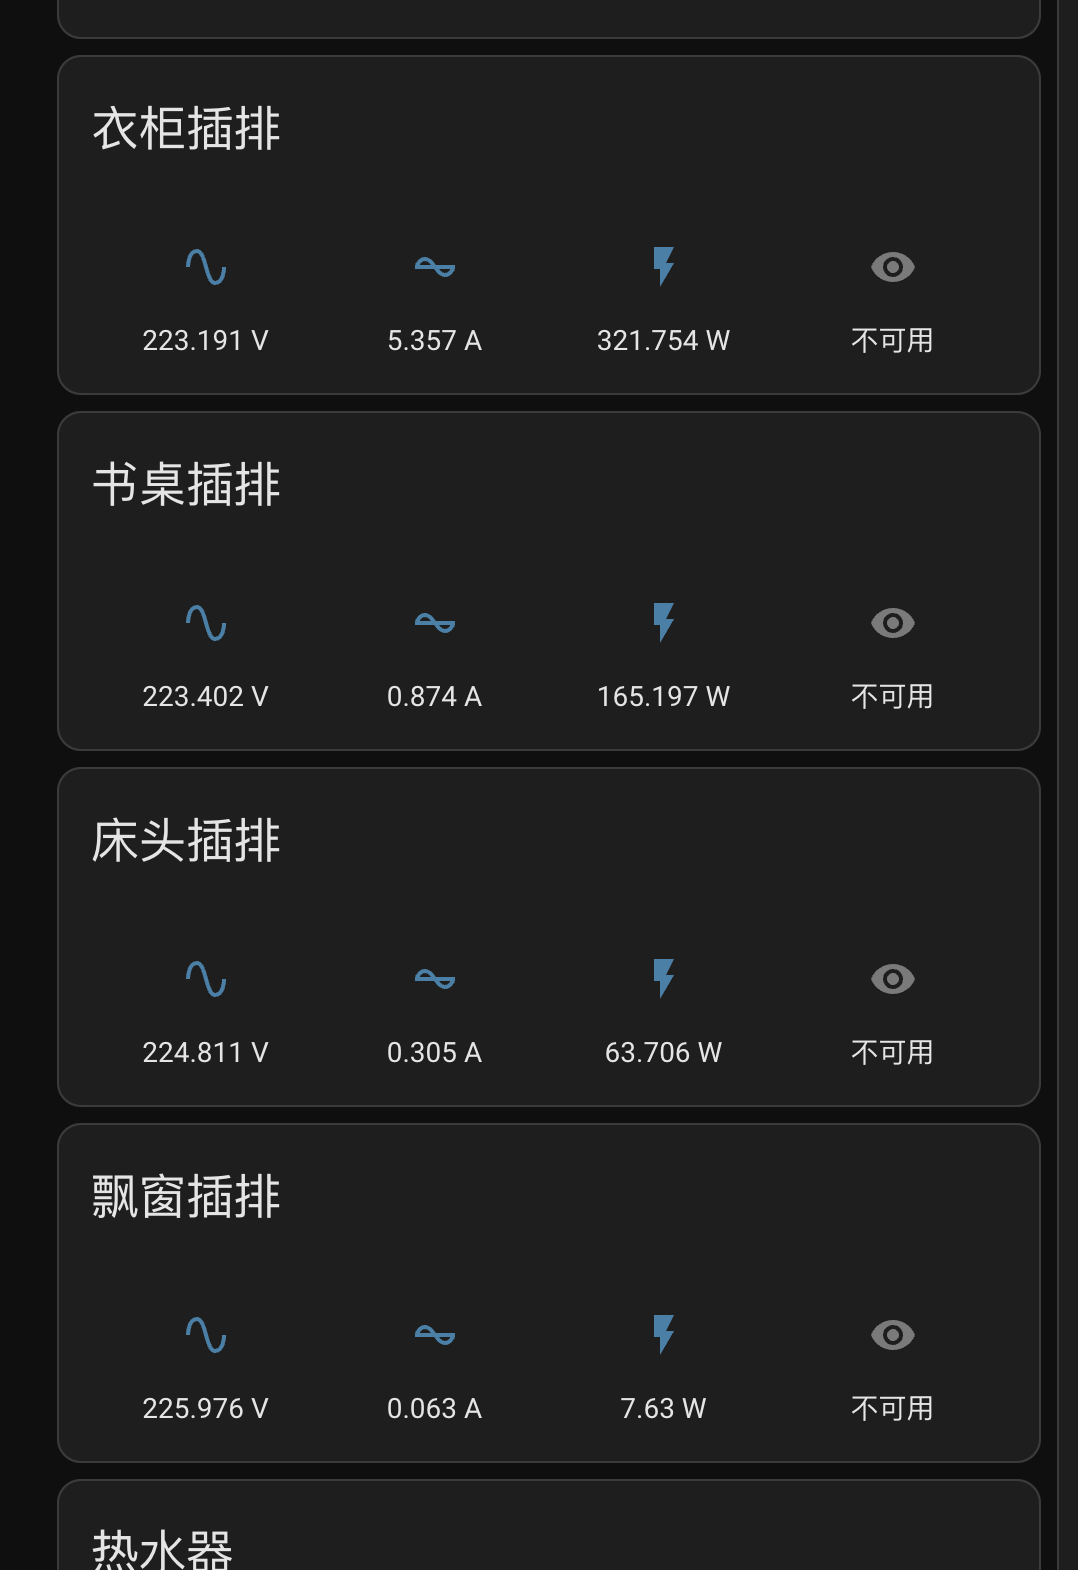 衣柜插排
223.191 V 5.357 A 321.754 W 不可用
书桌插排
223.402 V 0.874 A 165.197 W 不可用
床头插排
224.811 V 0.305 A 63.706 W 不可用
飘窗插排
225.976 V 0.063 A 7.63 W 不可用
热水器